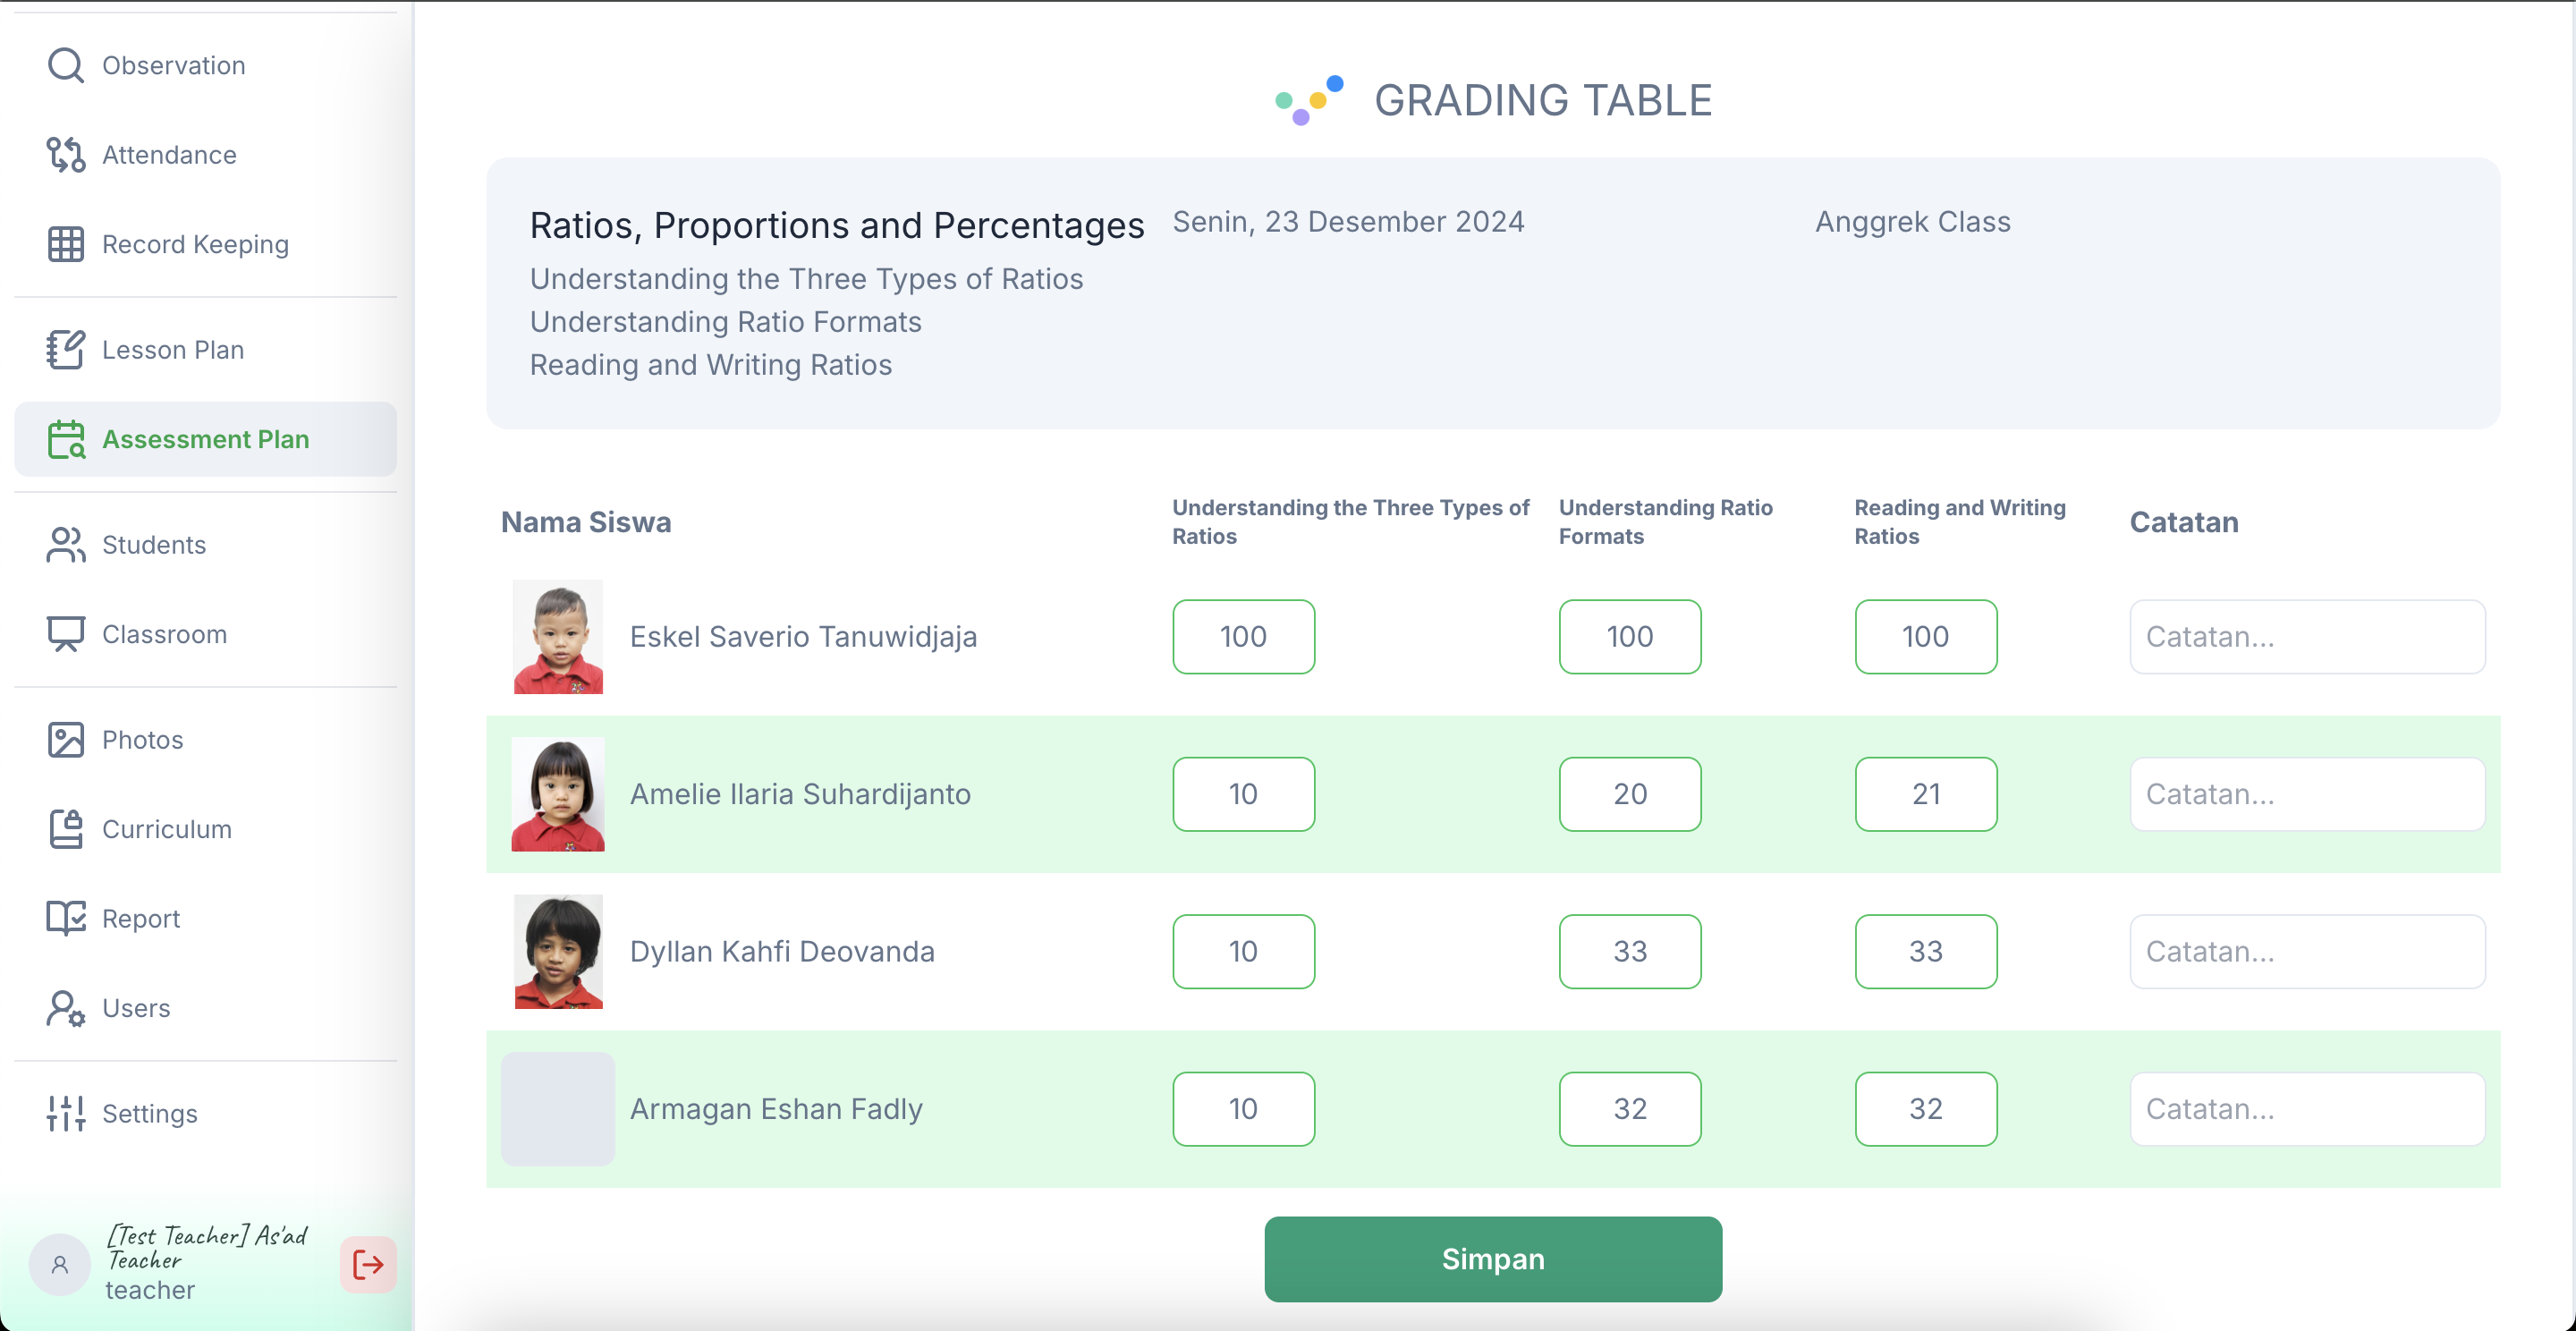 Observation
Attendance
Record Keeping
Lesson Plan
Assessment Plan
Students
Classroom
Photos
Curriculum
Report
Users
Settings
[Test Teacher] As'ad
Teacher
teacher
GRADING TABLE
Ratios, Proportions and Percentages
Senin, 23 Desember 2024
Anggrek Class
Understanding the Three Types of Ratios
Understanding Ratio Formats
Reading and Writing Ratios
Nama Siswa
Understanding the Three Types of
Ratios
Understanding Ratio
Formats
Reading and Writing
Ratios
Catatan
Eskel Saverio Tanuwidjaja
100
100
100
Catatan...
Amelie Ilaria Suhardijanto
10
20
21
Catatan...
Dyllan Kahfi Deovanda
10
33
33
Catatan...
Armagan Eshan Fadly
10
32
32
Catatan...
Simpan